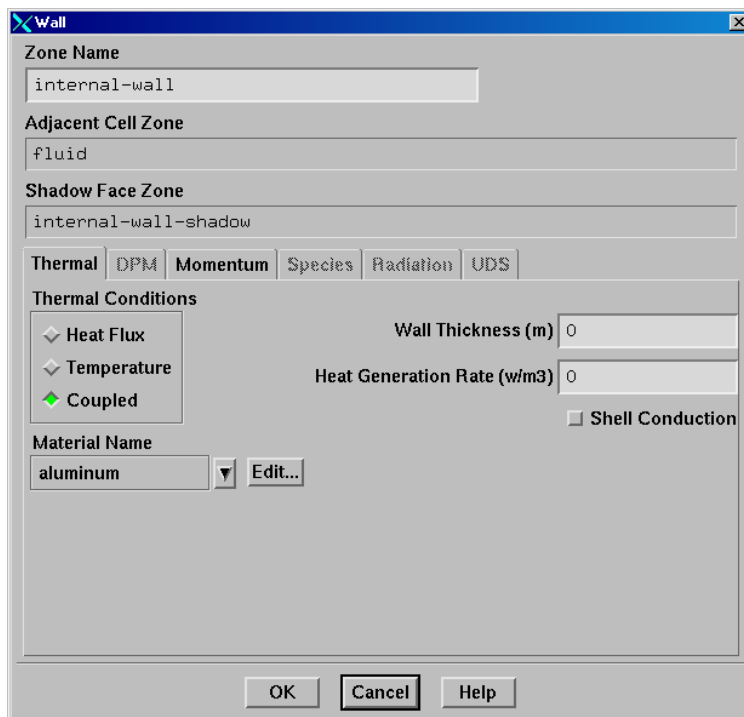 Wall
Zone Name
internal-wall
Adjacent Cell Zone
fluid
Shadow Face Zone
internal-wall-shadow
Thermal DPM Momentum Species Radiation UDS
Thermal Conditions
Heat Flux
Temperature
Coupled
Wall Thickness (m) 0
Heat Generation Rate (w/m3) 0
Shell Conduction
Material Name
aluminum Edit...
OK Cancel Help